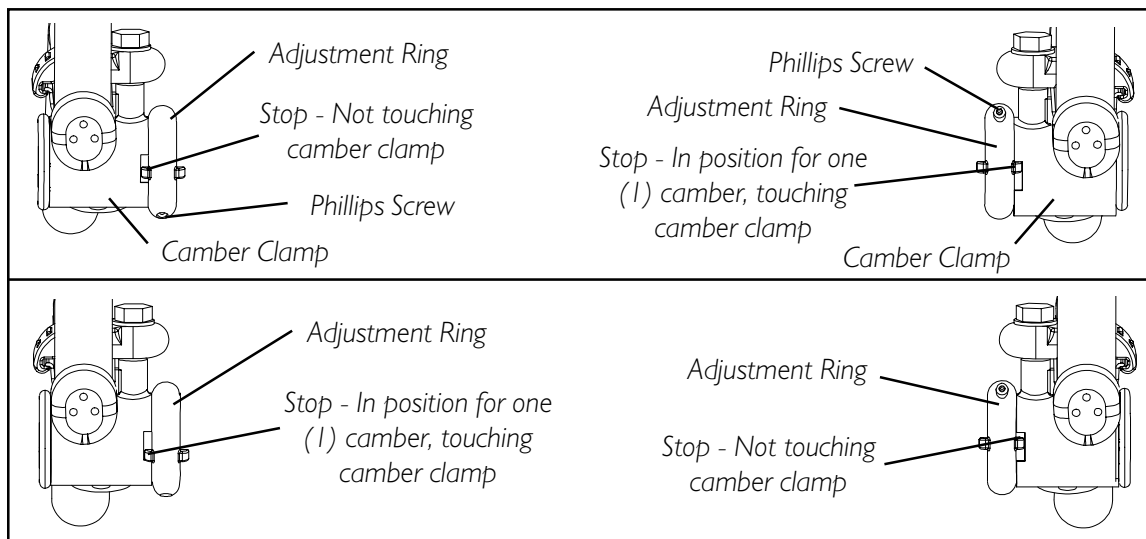 Adjustment Ring
Stop - Not touching
camber clamp
Phillips Screw
Camber Clamp
Phillips Screw
Adjustment Ring
Stop - In position for one
(1) camber, touching
camber clamp
Camber Clamp
Adjustment Ring
Stop - In position for one
(1) camber, touching
camber clamp
Adjustment Ring
Stop - Not touching
camber clamp